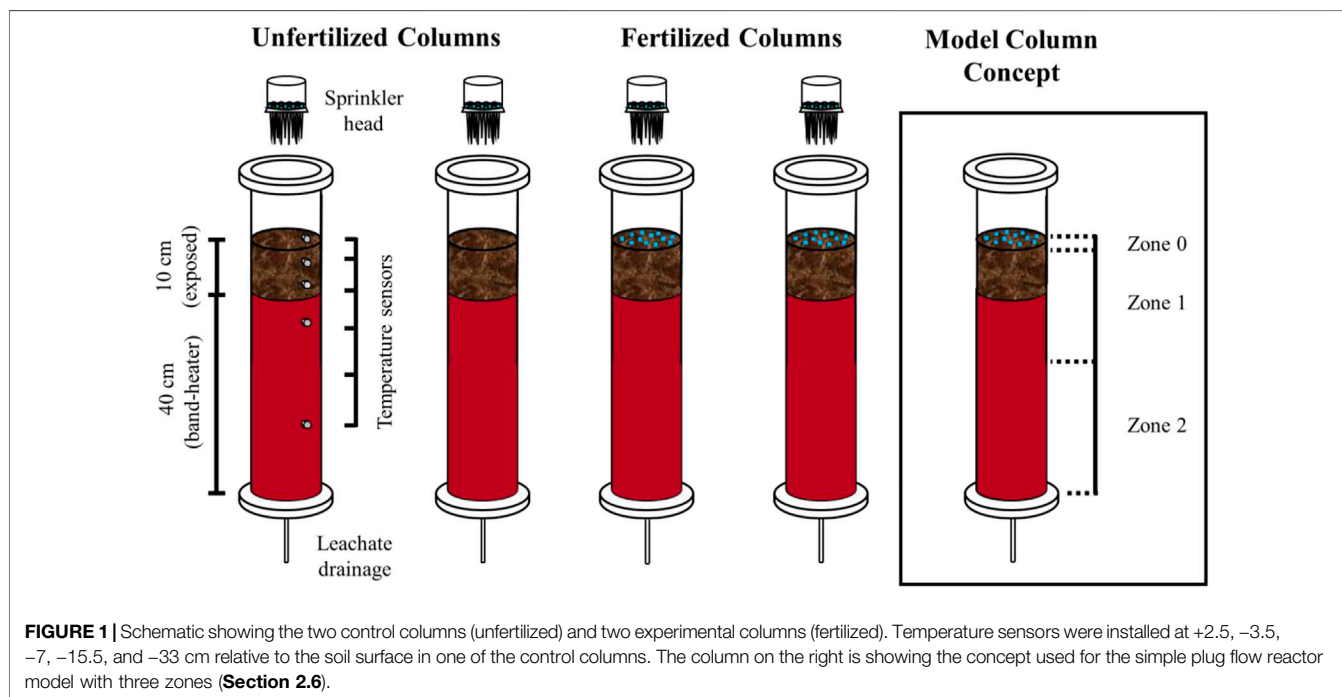 Unfertilized Columns
Fertilized Columns
Model Column
Concept
Sprinkler
head
10 cm
(exposed)
40 cm
(band-heater)
Temperature sensors
Zone 0
Zone 1
Zone 2
Leachate
drainage
FIGURE 1 | Schematic showing the two control columns (unfertilized) and two experimental columns (fertilized). Temperature sensors were installed at +2.5, −3.5,
−7, −15.5, and −33 cm relative to the soil surface in one of the control columns. The column on the right is showing the concept used for the simple plug flow reactor
model with three zones (Section 2.6).